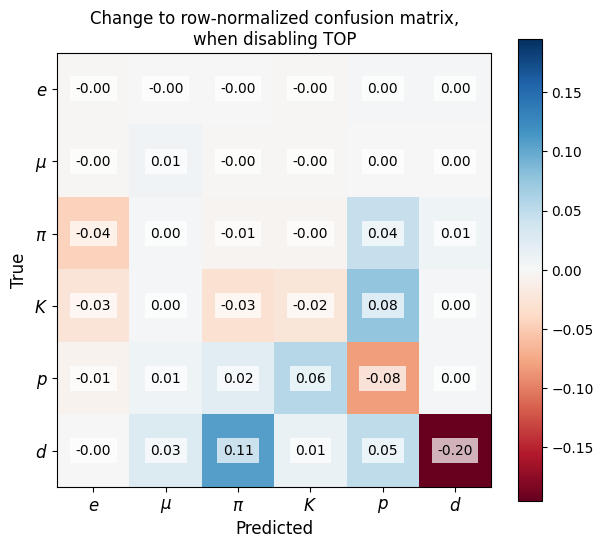 Change to row-normalized confusion matrix,
when disabling TOP
e -0.00 -0.00 -0.00 -0.00 0.00 0.00
μ -0.00 0.01 -0.00 -0.00 0.00 0.00
π -0.04 0.00 -0.01 -0.00 0.04 0.01
K -0.03 0.00 -0.03 -0.02 0.08 0.00
p -0.01 0.01 0.02 0.06 -0.08 0.00
d -0.00 0.03 0.11 0.01 0.05 -0.20
e μ π K p d
True
Predicted
0.15
0.10
0.05
0.00
−0.05
−0.10
−0.15